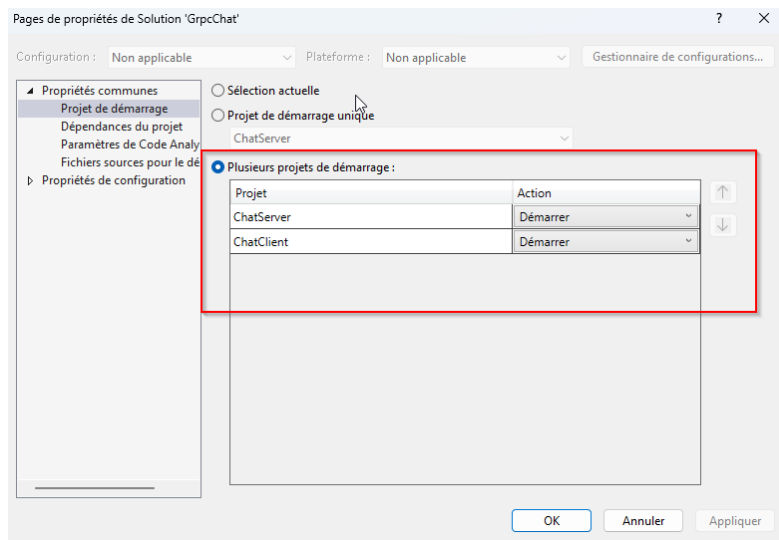 Pages de propriétés de Solution 'GrpcChat' ? X
Configuration : Non applicable Plateforme : Non applicable Gestionnaire de configurations...
Propriétés communes
Projet de démarrage
Dépendances du projet
Paramètres de Code Analy
Fichiers sources pour le dé
Propriétés de configuration
Sélection actuelle
Projet de démarrage unique
ChatServer
Plusieurs projets de démarrage :
Projet Action
ChatServer Démarrer
ChatClient Démarrer
OK Annuler Appliquer